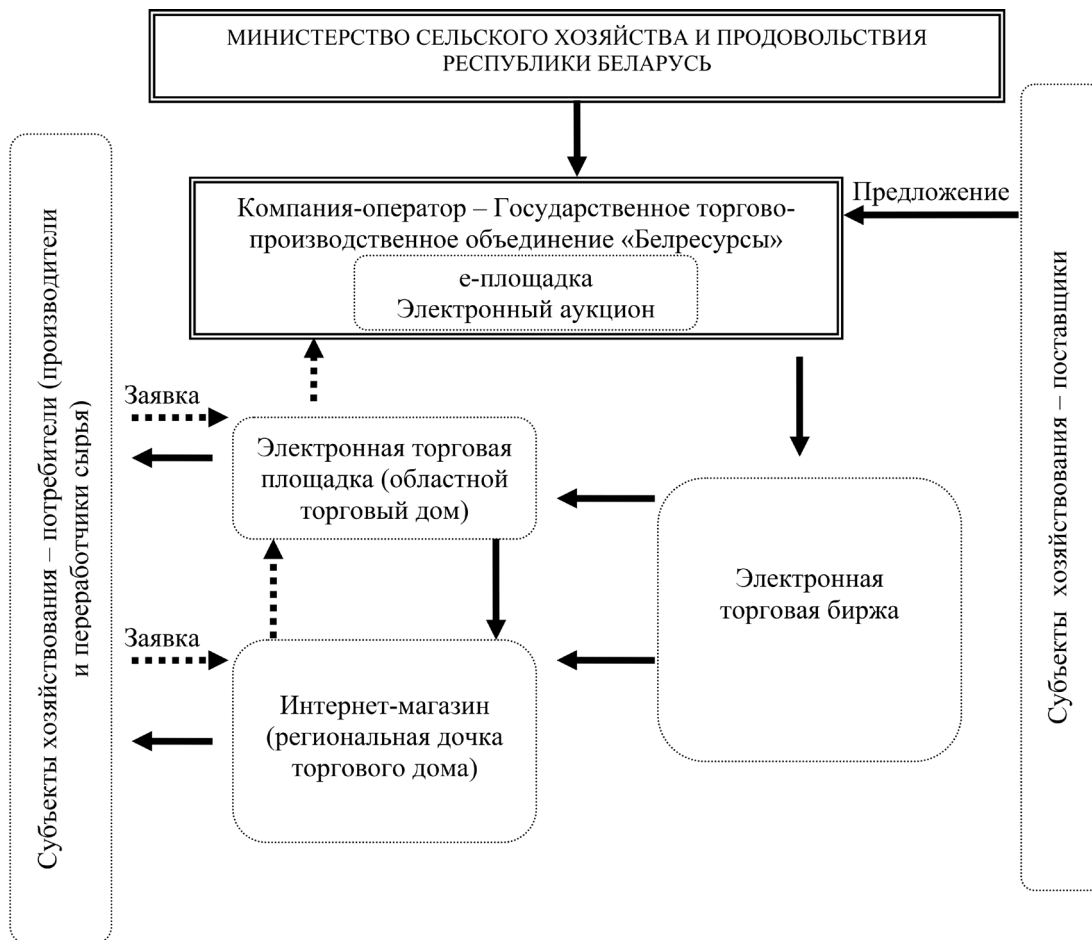 МИНИСТЕРСТВО СЕЛЬСКОГО ХОЗЯЙСТВА И ПРОДОВОЛЬСТВИЯ
РЕСПУБЛИКИ БЕЛАРУСЬ
Предложение
Компания-оператор – Государственное торгово-
производственное объединение «Белресурсы»
е-площадка
Электронный аукцион
Заявка
Электронная торговая
площадка (областной
торговый дом)
Электронная
торговая биржа
Заявка
Интернет-магазин
(региональная дочка
торгового дома)
Субъекты хозяйствования – потребители (производители
и переработчики сырья)
Субъекты хозяйствования – поставщики